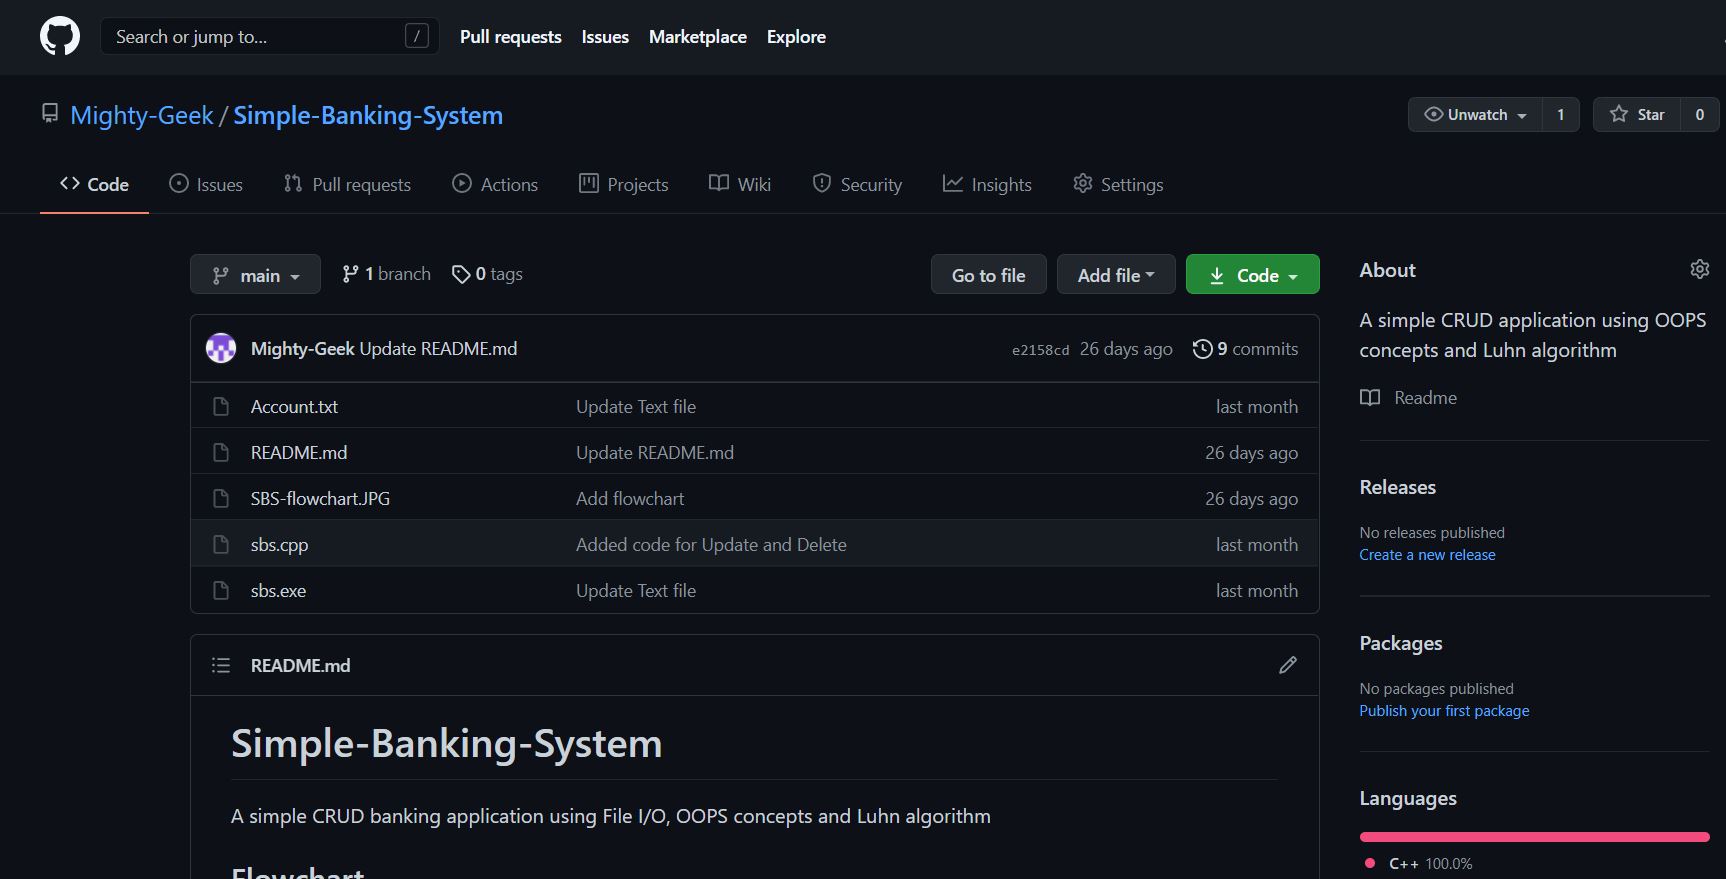 Search or jump to... /
Pull requests Issues Marketplace Explore
Mighty-Geek / Simple-Banking-System
Unwatch 1 Star 0
Code Issues Pull requests Actions Projects Wiki Security Insights Settings
main 1 branch 0 tags Go to file Add file Code
Mighty-Geek Update README.md e2158cd 26 days ago 9 commits
Account.txt Update Text file last month
README.md Update README.md 26 days ago
SBS-flowchart.JPG Add flowchart 26 days ago
sbs.cpp Added code for Update and Delete last month
sbs.exe Update Text file last month
README.md
Simple-Banking-System
A simple CRUD banking application using File I/O, OOPS concepts and Luhn algorithm
Flowchart
About
A simple CRUD application using OOPS
concepts and Luhn algorithm
Readme
Releases
No releases published
Create a new release
Packages
No packages published
Publish your first package
Languages
C++ 100.0%